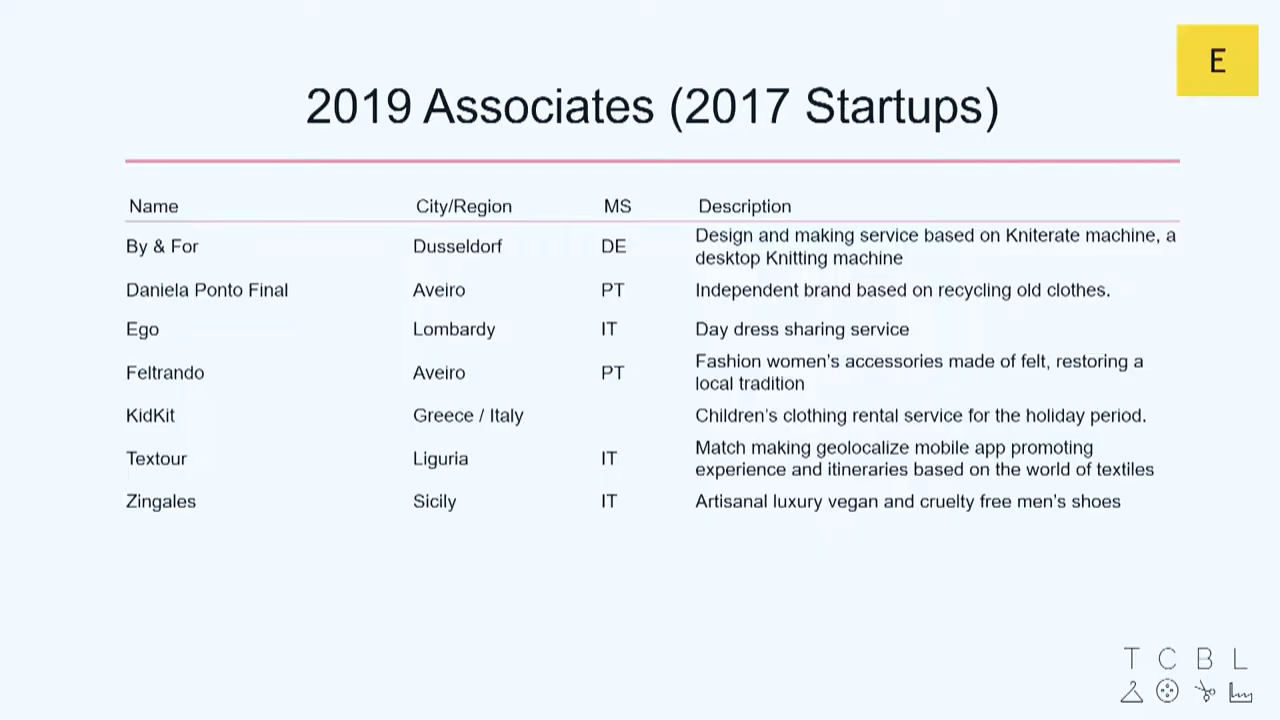 E
2019 Associates (2017 Startups)
Name City/Region MS Description
By & For Dusseldorf DE Design and making service based on Kniterate machine, a
desktop Knitting machine
Daniela Ponto Final Aveiro PT Independent brand based on recycling old clothes.
Ego Lombardy IT Day dress sharing service
Feltrando Aveiro PT Fashion women's accessories made of felt, restoring a
local tradition
KidKit Greece / Italy Children's clothing rental service for the holiday period.
Textour Liguria IT Match making geolocalize mobile app promoting
experience and itineraries based on the world of textiles
Zingales Sicily IT Artisanal luxury vegan and cruelty free men's shoes
T C B L